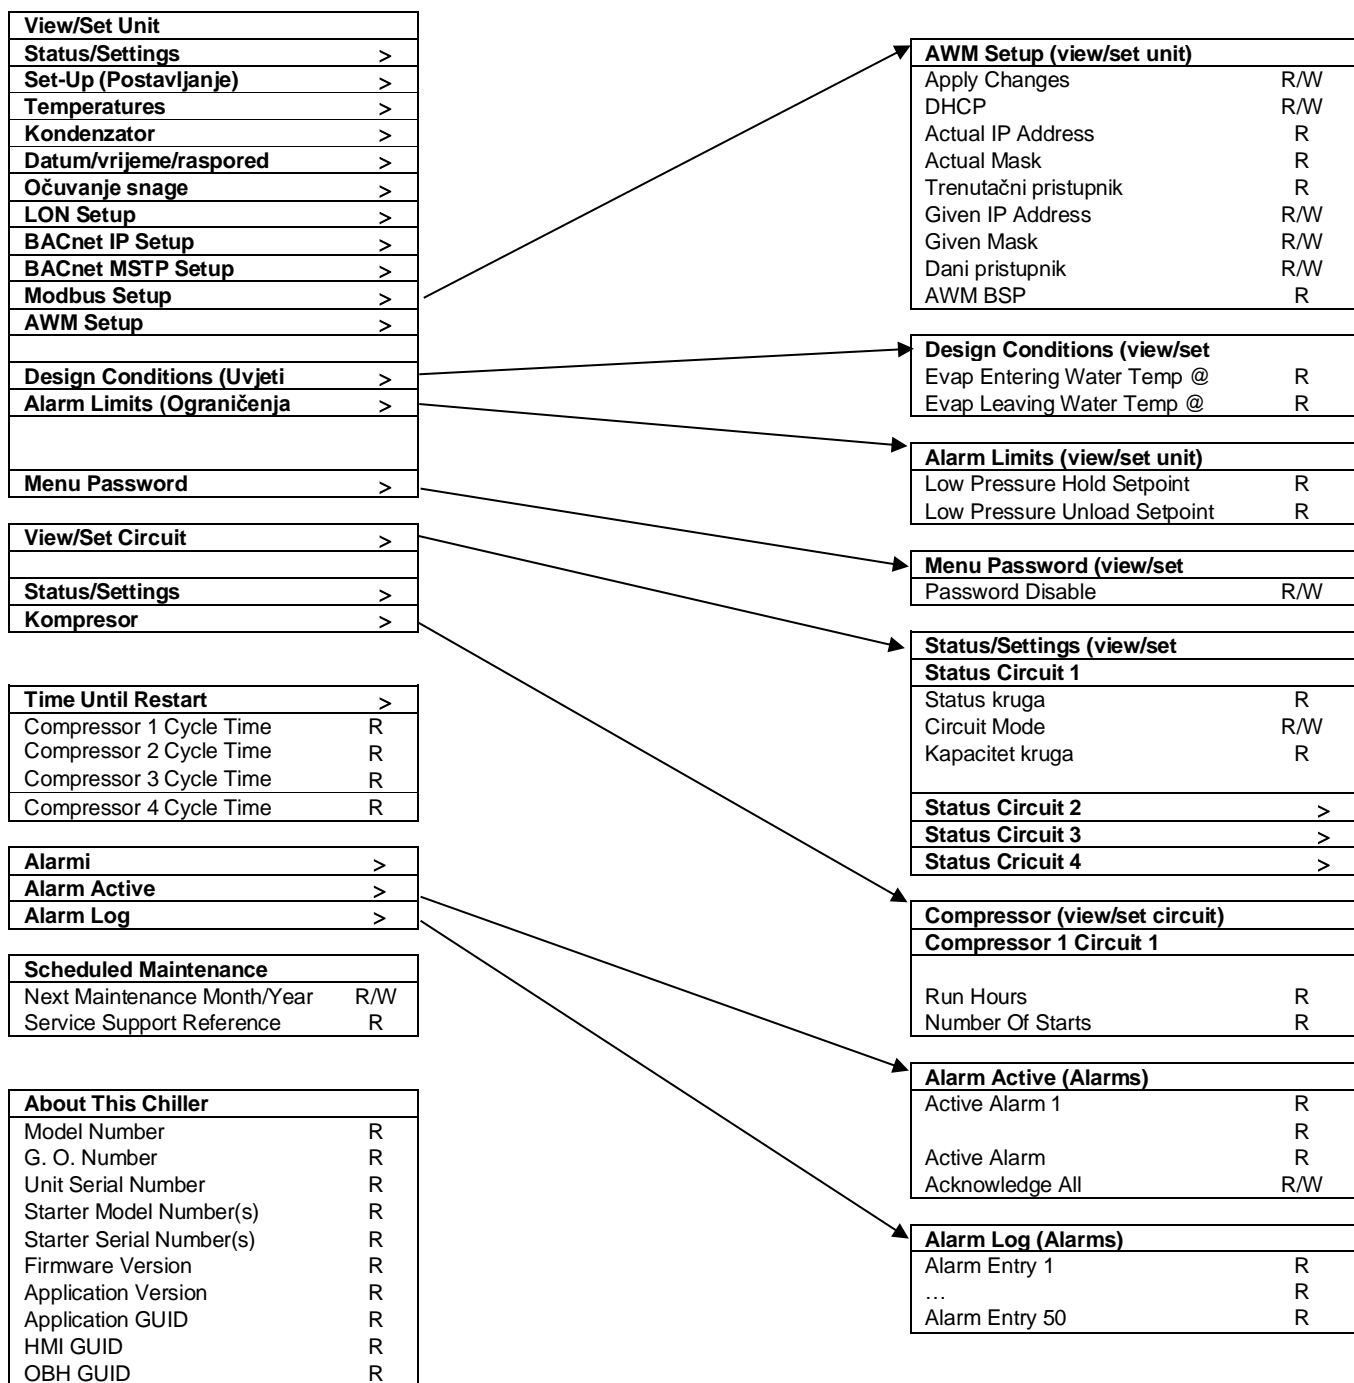 View/Set Unit
Status/Settings >
Set-Up (Postavljanje) >
Temperatures >
Kondenzator >
Datum/vrijeme/raspored >
Očuvanje snage >
LON Setup >
BACnet IP Setup >
BACnet MSTP Setup >
Modbus Setup >
AWM Setup >
Design Conditions (Uvjeti >
Alarm Limits (Ograničenja >
Menu Password >
View/Set Circuit >
Status/Settings >
Kompresor >
Time Until Restart >
Compressor 1 Cycle Time R
Compressor 2 Cycle Time R
Compressor 3 Cycle Time R
Compressor 4 Cycle Time R
Alarmi >
Alarm Active >
Alarm Log >
Scheduled Maintenance
Next Maintenance Month/Year R/W
Service Support Reference R
About This Chiller
Model Number R
G. O. Number R
Unit Serial Number R
Starter Model Number(s) R
Starter Serial Number(s) R
Firmware Version R
Application Version R
Application GUID R
HMI GUID R
OBH GUID R
AWM Setup (view/set unit)
Apply Changes R/W
DHCP R/W
Actual IP Address R
Actual Mask R
Trenutačni pristupnik R
Given IP Address R/W
Given Mask R/W
Dani pristupnik R/W
AWM BSP R
Design Conditions (view/set
Evap Entering Water Temp @ R
Evap Leaving Water Temp @ R
Alarm Limits (view/set unit)
Low Pressure Hold Setpoint R
Low Pressure Unload Setpoint R
Menu Password (view/set
Password Disable R/W
Status/Settings (view/set
Status Circuit 1
Status kruga R
Circuit Mode R/W
Kapacitet kruga R
Status Circuit 2 >
Status Circuit 3 >
Status Cricuit 4 >
Compressor (view/set circuit)
Compressor 1 Circuit 1
Run Hours R
Number Of Starts R
Alarm Active (Alarms)
Active Alarm 1 R
R
Active Alarm R
Acknowledge All R/W
Alarm Log (Alarms)
Alarm Entry 1 R
… R
Alarm Entry 50 R